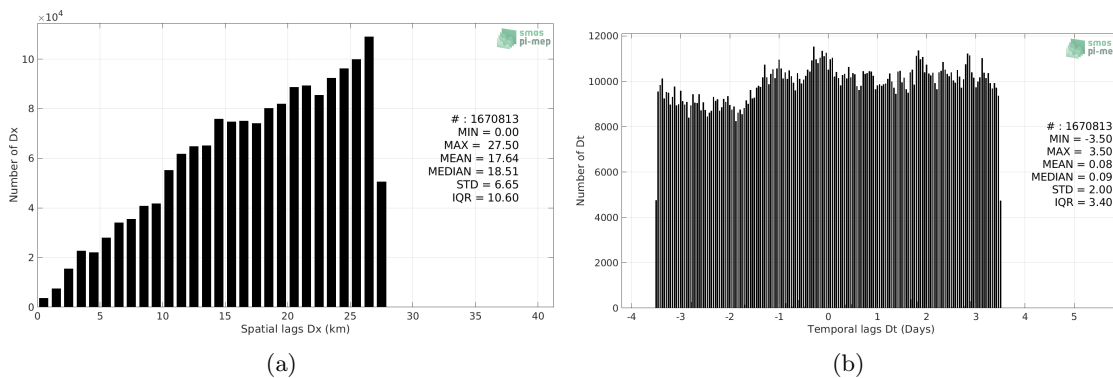 ×10⁴
smos
pi-mep
10
8
6
4
2
0
Number of Dx
# : 1670813
MIN = 0.00
MAX = 27.50
MEAN = 17.64
MEDIAN = 18.51
STD = 6.65
IQR = 10.60
0 5 10 15 20 25 30 35 40
Spatial lags Dx (km)
(a)
smos
pi-mep
12000
10000
8000
6000
4000
2000
0
Number of Dt
# : 1670813
MIN = -3.50
MAX = 3.50
MEAN = 0.08
MEDIAN = 0.09
STD = 2.00
IQR = 3.40
-4 -3 -2 -1 0 1 2 3 4 5
Temporal lags Dt (Days)
(b)